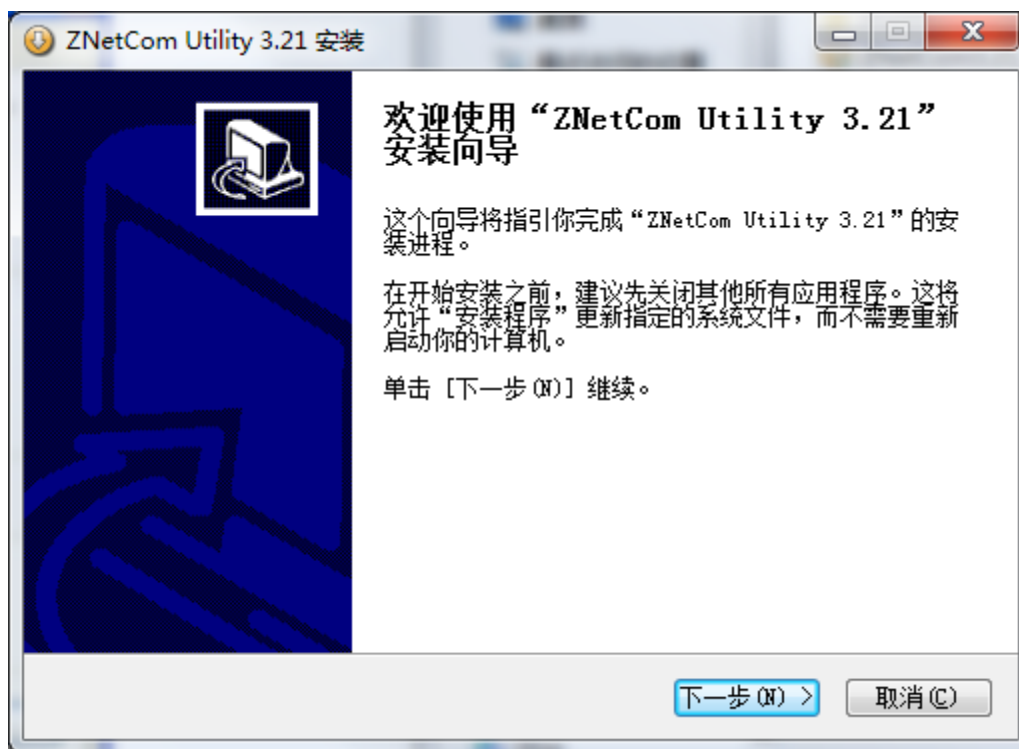 ZNetCom Utility 3.21 安装
欢迎使用“ZNetCom Utility 3.21”
安装向导
这个向导将指引你完成“ZNetCom Utility 3.21”的安
装进程。
在开始安装之前，建议先关闭其他所有应用程序。这将
允许“安装程序”更新指定的系统文件，而不需要重新
启动你的计算机。
单击 [下一步(N)] 继续。
下一步(N) >
取消(C)